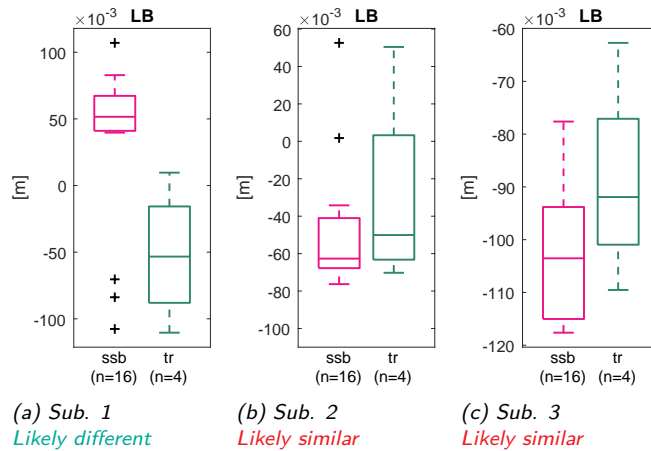 ×10⁻³ LB
100
50
0
-50
-100
[m]
ssb tr
(n=16) (n=4)
(a) Sub. 1
Likely different
×10⁻³ LB
60
40
20
0
-20
-40
-60
-80
-100
[m]
ssb tr
(n=16) (n=4)
(b) Sub. 2
Likely similar
×10⁻³ LB
-60
-70
-80
-90
-100
-110
-120
[m]
ssb tr
(n=16) (n=4)
(c) Sub. 3
Likely similar